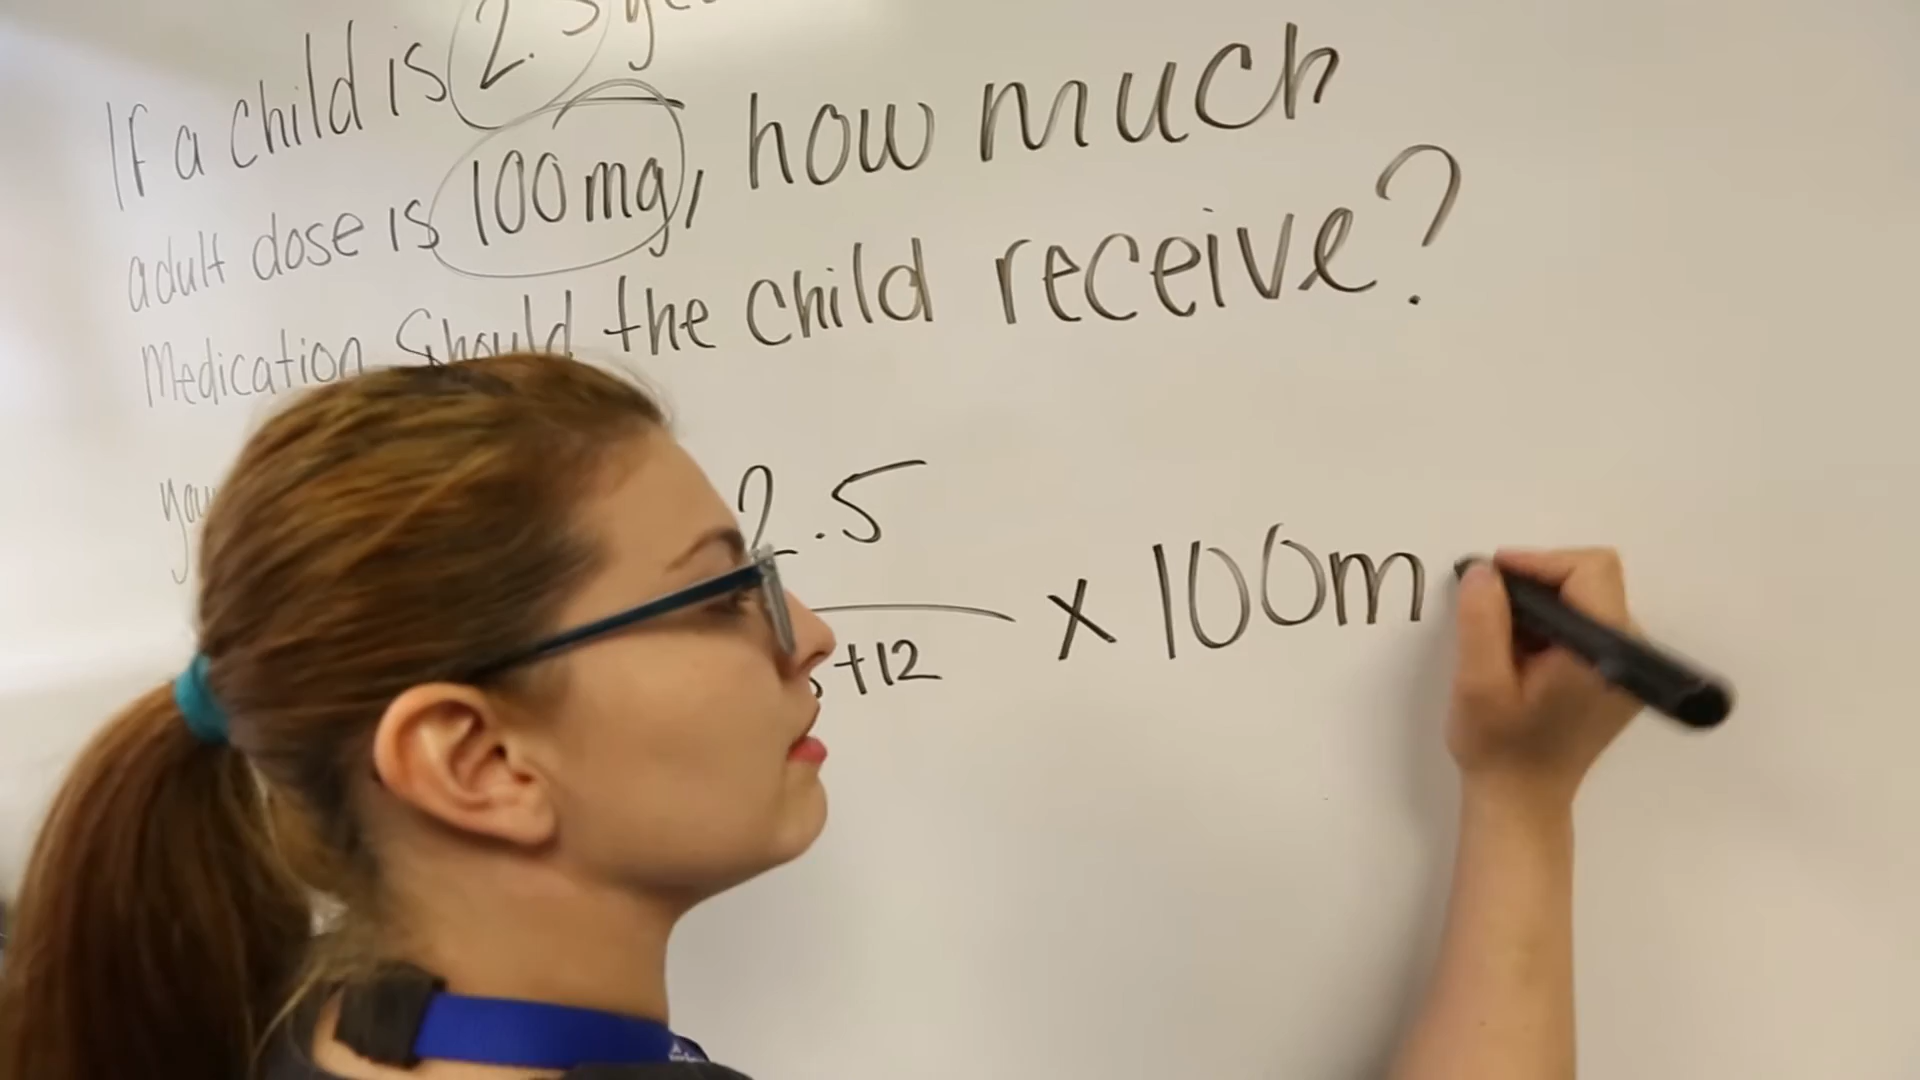 If a child is 2.5
adult dose is 100mg, how much
Medication Should the child receive?
2.5
+12
x 100m